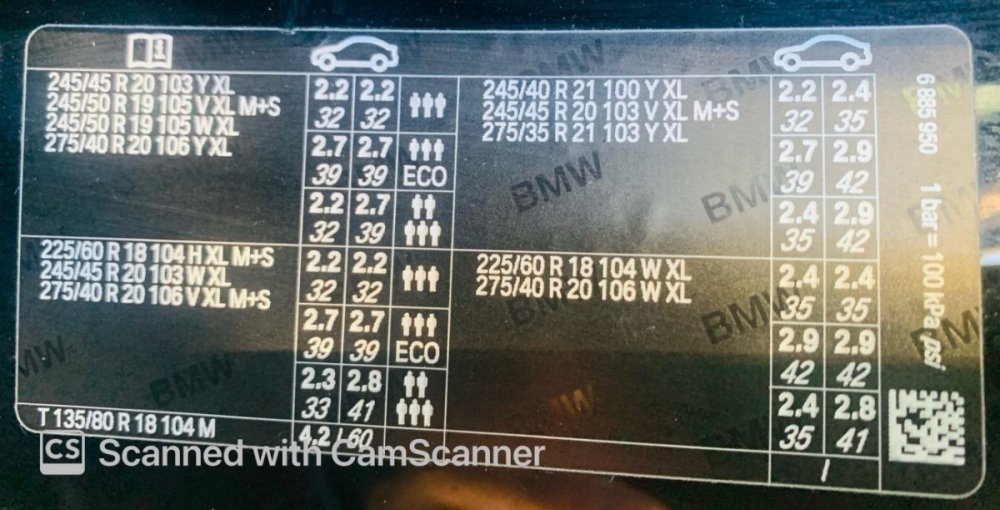 245/45 R 20 103 Y XL
245/50 R 19 105 V XL M+S
245/50 R 19 105 W XL
275/40 R 20 106 Y XL
2.2 2.2
32 32
2.7 2.7
39 39 ECO
2.2 2.7
32 39
245/40 R 21 100 Y XL
245/45 R 20 103 V XL M+S
275/35 R 21 103 Y XL
2.2 2.4
32 35
2.7 2.9
39 42
2.4 2.9
35 42
225/60 R 18 104 H XL M+S
245/45 R 20 103 W XL
275/40 R 20 106 V XL M+S
2.2 2.2
32 32
2.7 2.7
39 39 ECO
2.3 2.8
33 41
225/60 R 18 104 W XL
275/40 R 20 106 W XL
2.4 2.4
35 35
2.9 2.9
42 42
2.4 2.8
35 41
T 135/80 R 18 104 M
4.2 / 60
/
6 885 950 1 bar = 100 kPa psi
BMW
BMW
BMW
BMW
BMW
BMW
BMW
BMW
CS Scanned with CamScanner